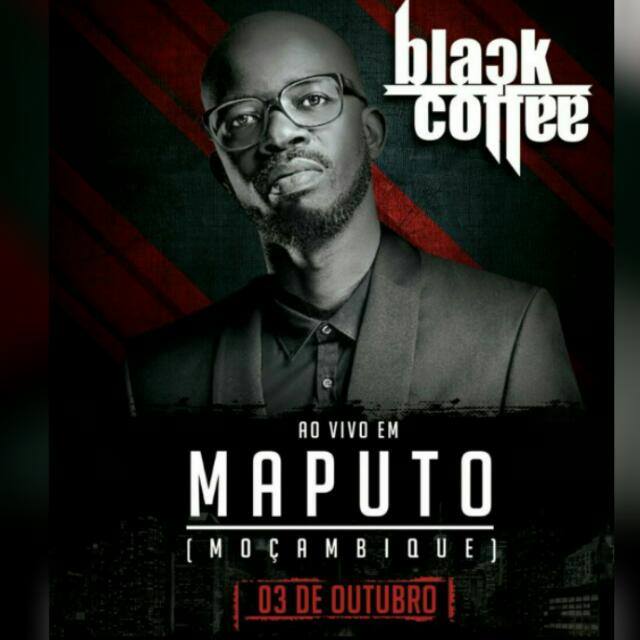 black
coffee
AO VIVO EM
MAPUTO
[MOÇAMBIQUE]
03 DE OUTUBRO